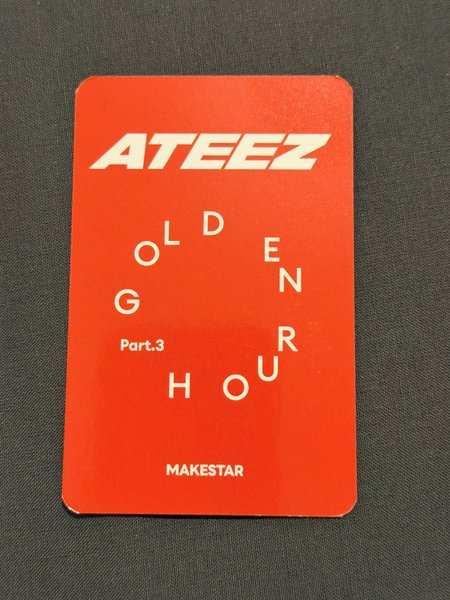 ATEEZ
GOLDEN
HOUR
Part.3
MAKESTAR